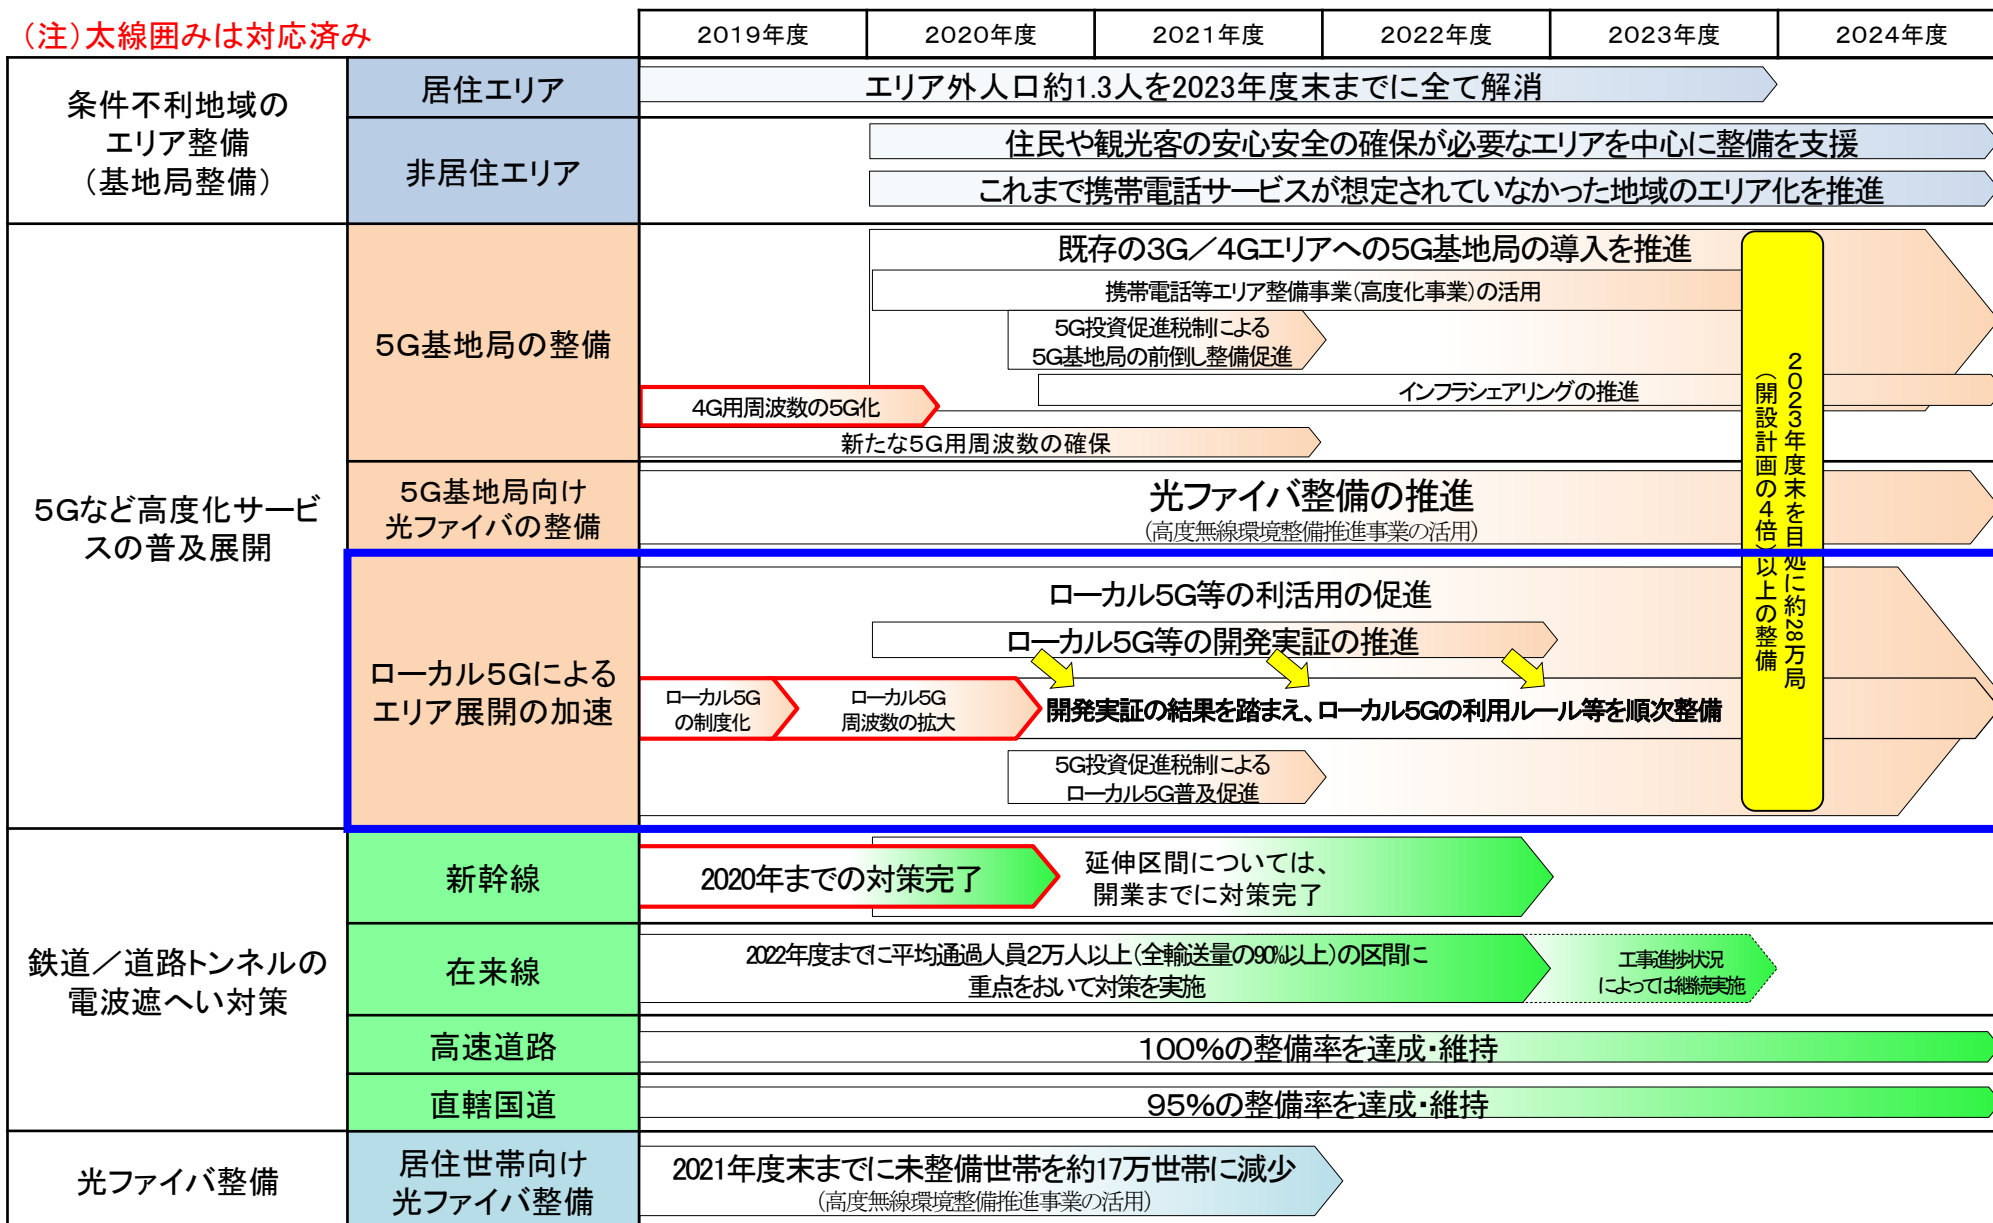 (注)太線囲みは対応済み
2019年度
2020年度
2021年度
2022年度
2023年度
2024年度
条件不利地域の
エリア整備
(基地局整備)
居住エリア
エリア外人口約1.3人を2023年度末までに全て解消
非居住エリア
住民や観光客の安心安全の確保が必要なエリアを中心に整備を支援
これまで携帯電話サービスが想定されていなかった地域のエリア化を推進
5Gなど高度化サービ
スの普及展開
5G基地局の整備
既存の3G／4Gエリアへの5G基地局の導入を推進
携帯電話等エリア整備事業(高度化事業)の活用
5G投資促進税制による
5G基地局の前倒し整備促進
インフラシェアリングの推進
4G用周波数の5G化
新たな5G用周波数の確保
2023年度末を目処に約28万局
(開設計画の4倍)以上の整備
5G基地局向け
光ファイバの整備
光ファイバ整備の推進
(高度無線環境整備推進事業の活用)
ローカル5Gによる
エリア展開の加速
ローカル5G等の利活用の促進
ローカル5G等の開発実証の推進
ローカル5G
の制度化
ローカル5G
周波数の拡大
開発実証の結果を踏まえ、ローカル5Gの利用ルール等を順次整備
5G投資促進税制による
ローカル5G普及促進
鉄道／道路トンネルの
電波遮へい対策
新幹線
2020年までの対策完了
延伸区間については、
開業までに対策完了
在来線
2022年度までに平均通過人員2万人以上(全輸送量の90%以上)の区間に
重点をおいて対策を実施
工事進捗状況
によっては継続実施
高速道路
100%の整備率を達成・維持
直轄国道
95%の整備率を達成・維持
光ファイバ整備
居住世帯向け
光ファイバ整備
2021年度末までに未整備世帯を約17万世帯に減少
(高度無線環境整備推進事業の活用)